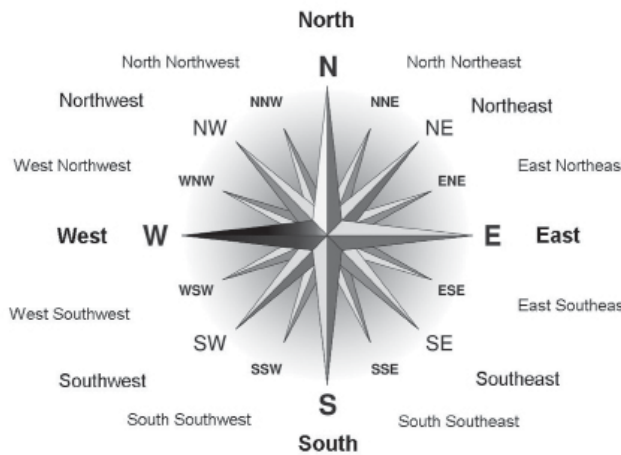 North
North Northwest N North Northeast
Northwest NNW NNE Northeast
NW NE
West Northwest WNW ENE East Northeas
West W E East
West Southwest WSW ESE East Southeas
SW SE
Southwest SSW SSE Southeast
South Southwest S South Southeast
South